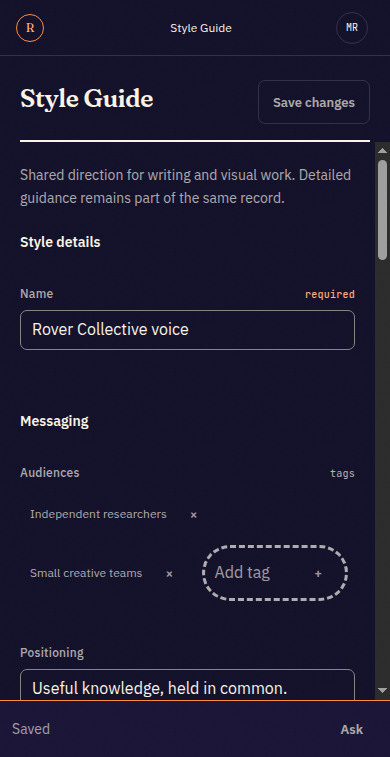 R
Style Guide
MR
Style Guide
Save changes
Shared direction for writing and visual work. Detailed
guidance remains part of the same record.
Style details
Name
required
Rover Collective voice
Messaging
Audiences
tags
Independent researchers ×
Small creative teams ×
Add tag +
Positioning
Useful knowledge, held in common.
Saved
Ask